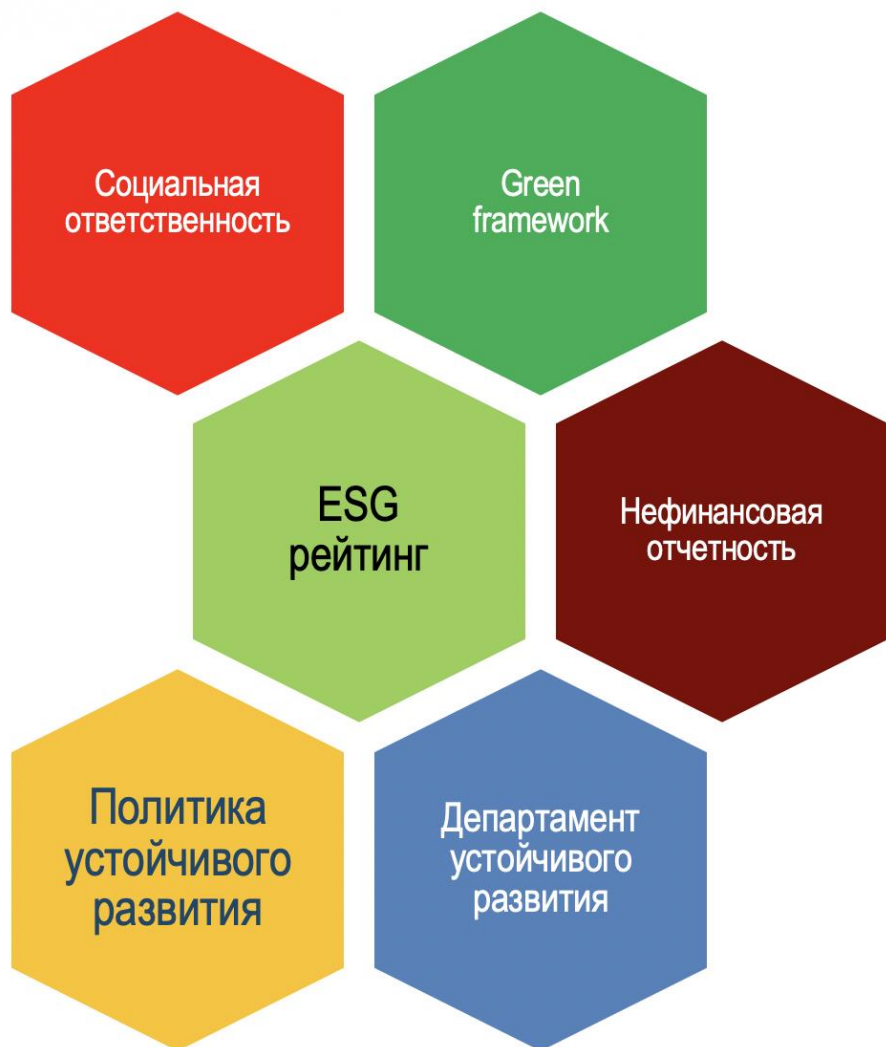 Социальная
ответственность
Green
framework
ESG
рейтинг
Нефинансовая
отчетность
Политика
устойчивого
развития
Департамент
устойчивого
развития